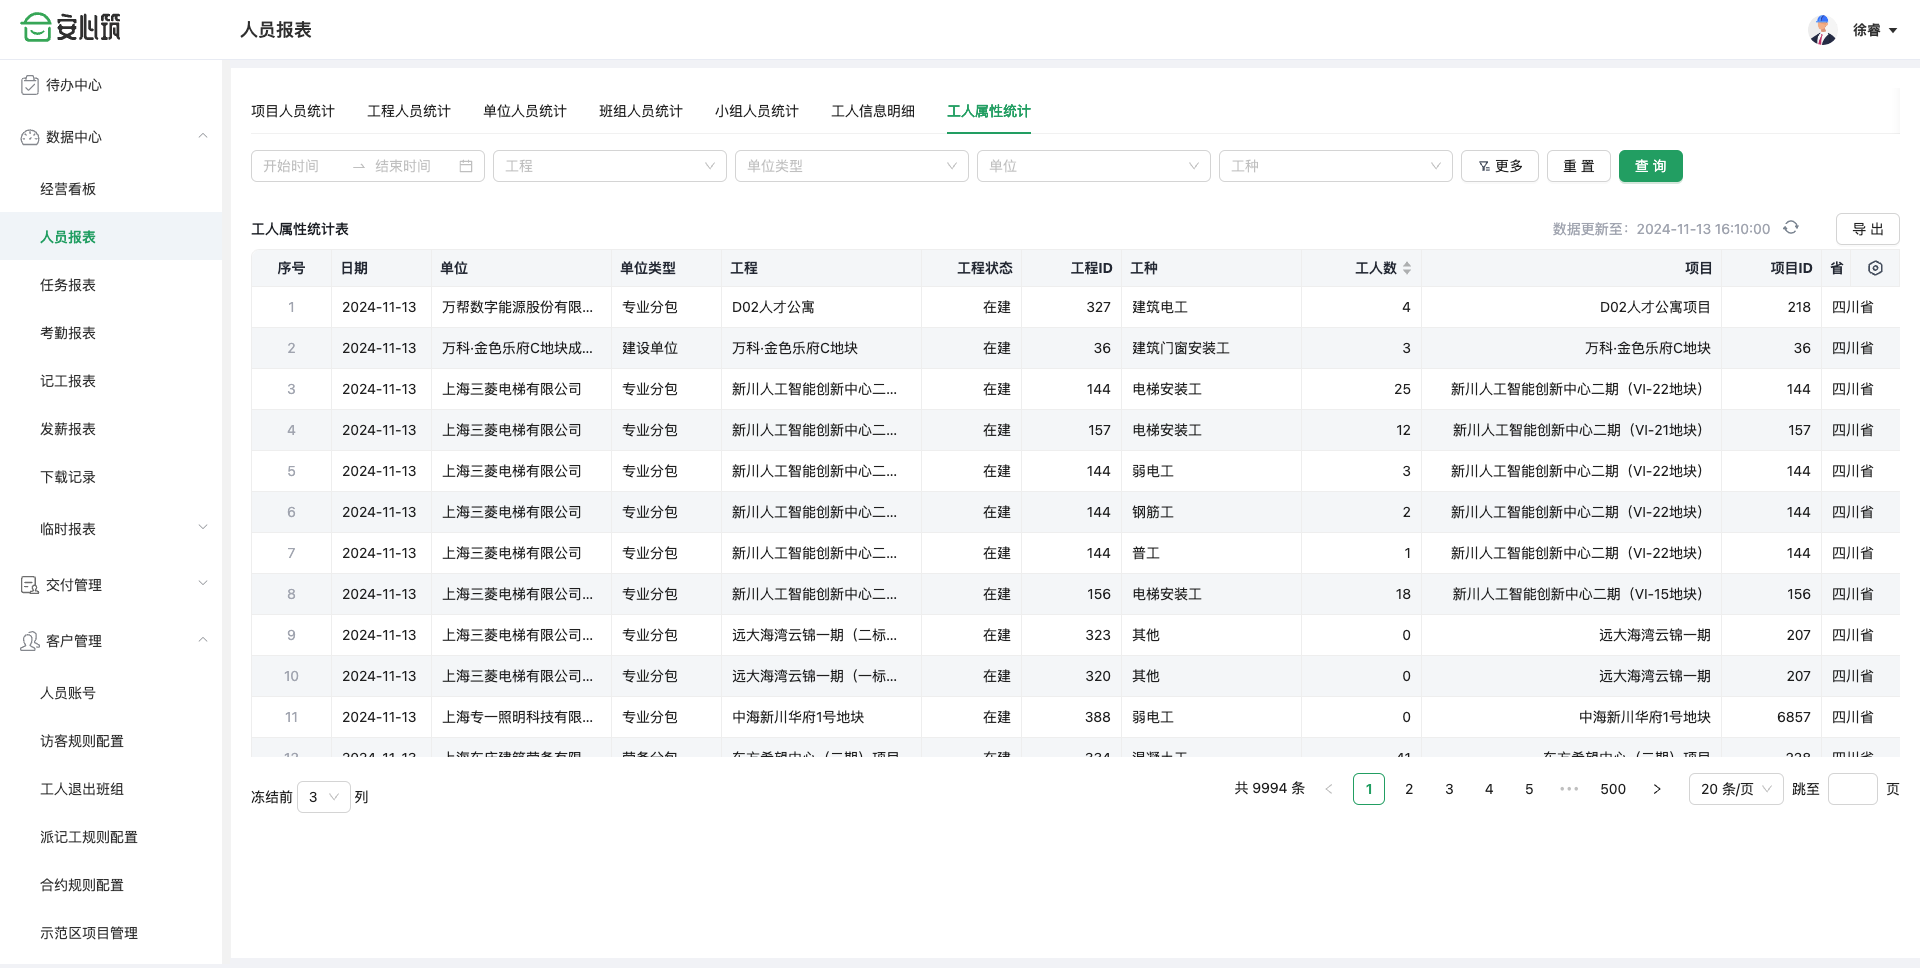 安心筑
人员报表
徐睿
待办中心
数据中心
经营看板
人员报表
任务报表
考勤报表
记工报表
发薪报表
下载记录
临时报表
交付管理
客户管理
人员账号
访客规则配置
工人退出班组
派记工规则配置
合约规则配置
示范区项目管理
项目人员统计 工程人员统计 单位人员统计 班组人员统计 小组人员统计 工人信息明细 工人属性统计
开始时间 → 结束时间 工程 单位类型 单位 工种 更多 重 置 查 询
工人属性统计表 数据更新至：2024-11-13 16:10:00 导 出
序号 日期 单位 单位类型 工程 工程状态 工程ID 工种 工人数 项目 项目ID 省
1 2024-11-13 万帮数字能源股份有限... 专业分包 D02人才公寓 在建 327 建筑电工 4 D02人才公寓项目 218 四川省
2 2024-11-13 万科·金色乐府C地块成... 建设单位 万科·金色乐府C地块 在建 36 建筑门窗安装工 3 万科·金色乐府C地块 36 四川省
3 2024-11-13 上海三菱电梯有限公司 专业分包 新川人工智能创新中心二... 在建 144 电梯安装工 25 新川人工智能创新中心二期（VI-22地块） 144 四川省
4 2024-11-13 上海三菱电梯有限公司 专业分包 新川人工智能创新中心二... 在建 157 电梯安装工 12 新川人工智能创新中心二期（VI-21地块） 157 四川省
5 2024-11-13 上海三菱电梯有限公司 专业分包 新川人工智能创新中心二... 在建 144 弱电工 3 新川人工智能创新中心二期（VI-22地块） 144 四川省
6 2024-11-13 上海三菱电梯有限公司 专业分包 新川人工智能创新中心二... 在建 144 钢筋工 2 新川人工智能创新中心二期（VI-22地块） 144 四川省
7 2024-11-13 上海三菱电梯有限公司 专业分包 新川人工智能创新中心二... 在建 144 普工 1 新川人工智能创新中心二期（VI-22地块） 144 四川省
8 2024-11-13 上海三菱电梯有限公司... 专业分包 新川人工智能创新中心二... 在建 156 电梯安装工 18 新川人工智能创新中心二期（VI-15地块） 156 四川省
9 2024-11-13 上海三菱电梯有限公司... 专业分包 远大海湾云锦一期（二标... 在建 323 其他 0 远大海湾云锦一期 207 四川省
10 2024-11-13 上海三菱电梯有限公司... 专业分包 远大海湾云锦一期（一标... 在建 320 其他 0 远大海湾云锦一期 207 四川省
11 2024-11-13 上海专一照明科技有限... 专业分包 中海新川华府1号地块 在建 388 弱电工 0 中海新川华府1号地块 6857 四川省
冻结前 3 列
共 9994 条 < 1 2 3 4 5 ••• 500 > 20 条/页 跳至 页